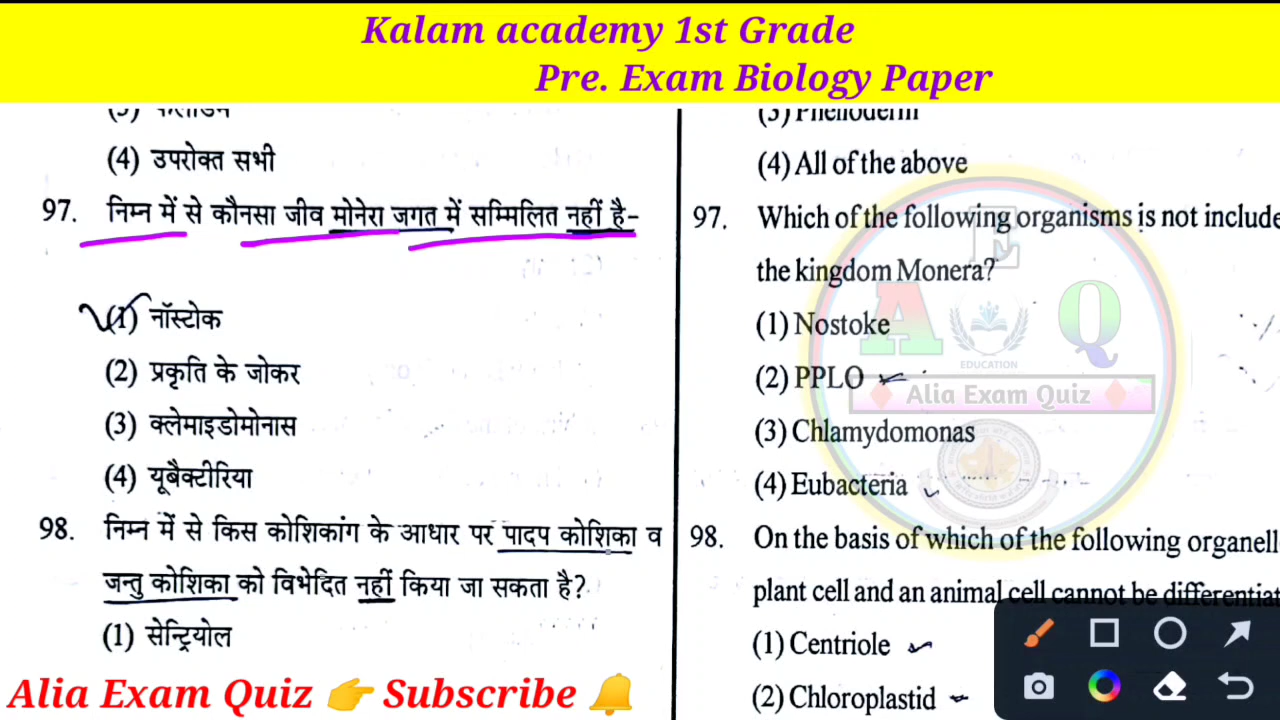 Kalam academy 1st Grade
Pre. Exam Biology Paper
(4) उपरोक्त सभी
97. निम्न में से कौनसा जीव मोनेरा जगत में सम्मिलित नहीं है-
(1) नॉस्टोक
(2) प्रकृति के जोकर
(3) क्लेमाइडोमोनास
(4) यूबैक्टीरिया
98. निम्न में से किस कोशिकांग के आधार पर पादप कोशिका व
जन्तु कोशिका को विभेदित नहीं किया जा सकता है?
(1) सेन्ट्रियोल
(3) Phelloderm
(4) All of the above
97. Which of the following organisms is not include
the kingdom Monera?
(1) Nostoke
(2) PPLO
(3) Chlamydomonas
(4) Eubacteria
98. On the basis of which of the following organell
plant cell and an animal cell cannot be differentiat
(1) Centriole
(2) Chloroplastid
A E Q
EDUCATION
Alia Exam Quiz
Alia Exam Quiz 👉 Subscribe 🔔